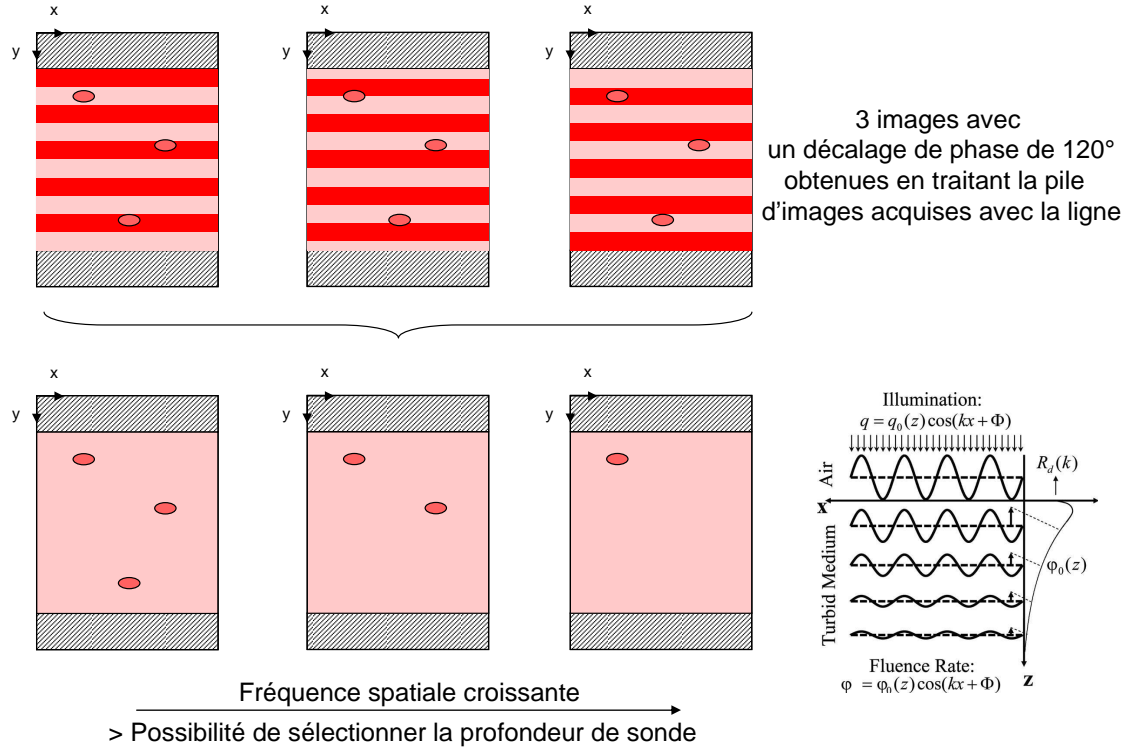 x
y
x
y
x
y
3 images avec
un décalage de phase de 120°
obtenues en traitant la pile
d'images acquises avec la ligne
x
y
x
y
x
y
Illumination:
q = q₀(z)cos(kx + Φ)
Air
R_d(k)
x
Turbid Medium
φ₀(z)
Fluence Rate:
φ = φ₀(z)cos(kx + Φ)
z
Fréquence spatiale croissante
> Possibilité de sélectionner la profondeur de sonde